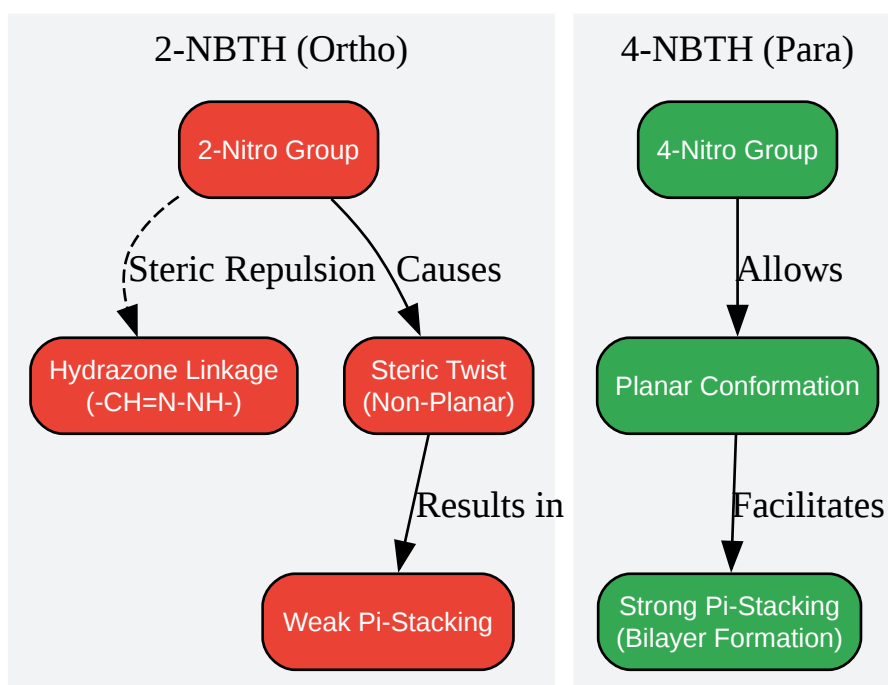 2-NBTH (Ortho)
2-Nitro Group
Steric Repulsion
Causes
Hydrazone Linkage
(-CH=N-NH-)
Steric Twist
(Non-Planar)
Results in
Weak Pi-Stacking
4-NBTH (Para)
4-Nitro Group
Allows
Planar Conformation
Facilitates
Strong Pi-Stacking
(Bilayer Formation)